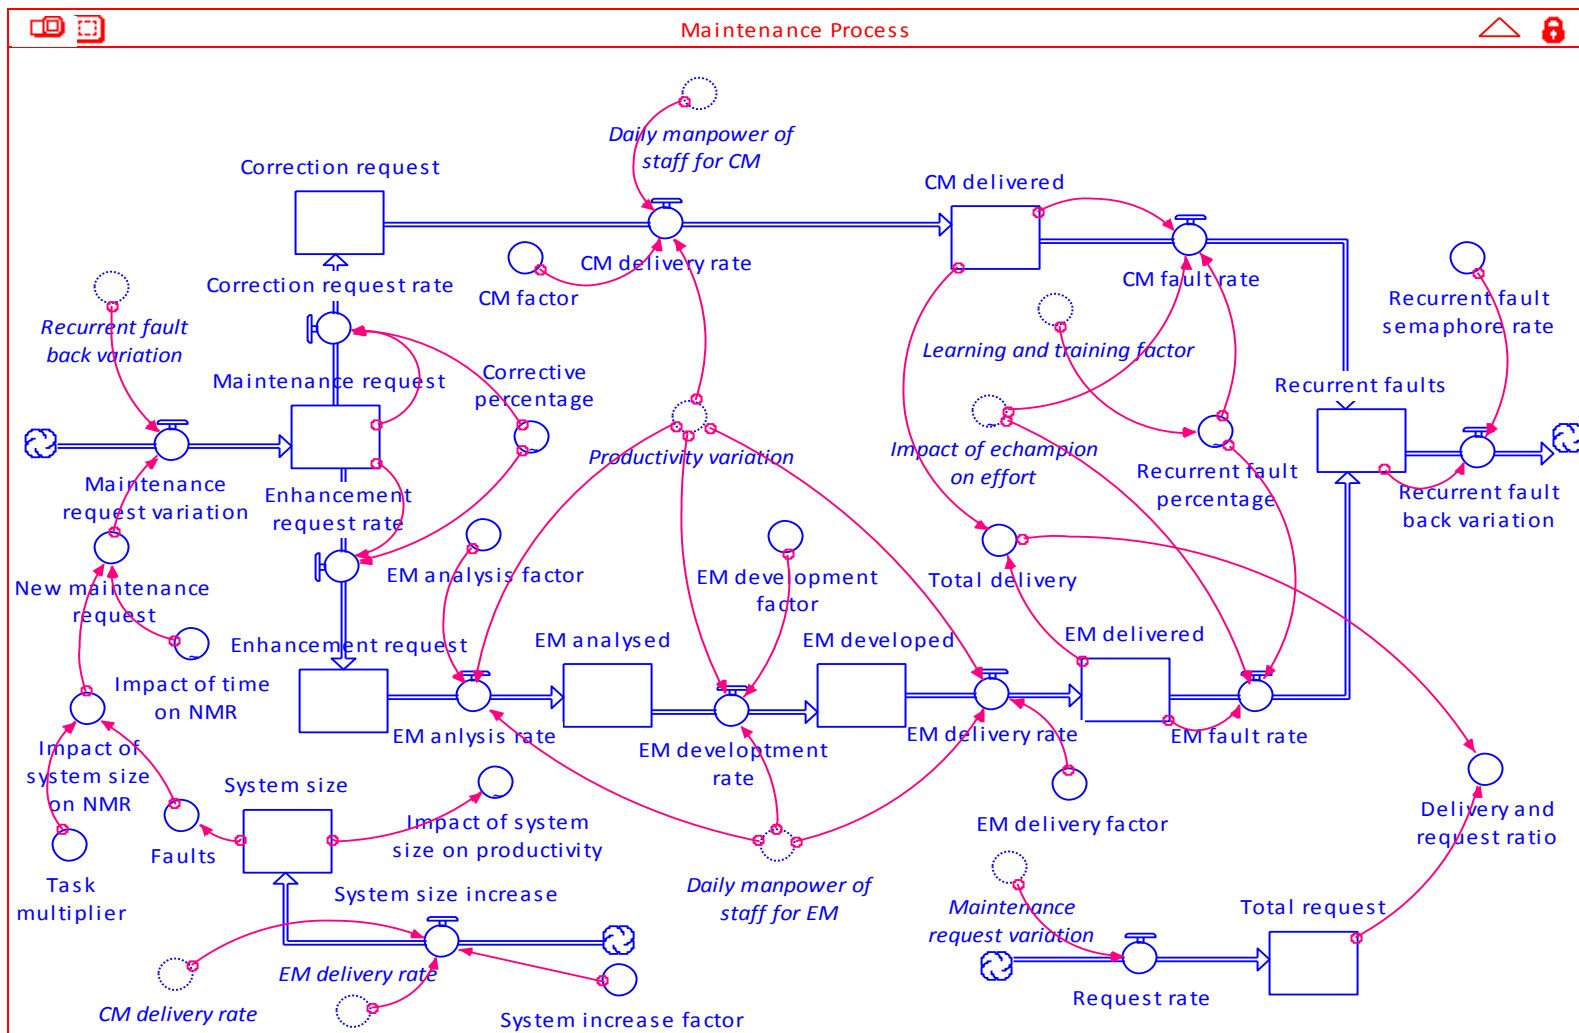 Maintenance Process
Daily manpower of
staff for CM
Correction request
CM delivered
CM delivery rate
CM factor
CM fault rate
Correction request rate
Recurrent fault
semaphore rate
Recurrent fault
back variation
Learning and training factor
Maintenance request
Corrective
percentage
Recurrent faults
Productivity variation
Impact of echampion
on effort
Recurrent fault
percentage
Maintenance
request variation
Enhancement
request rate
Recurrent fault
back variation
EM analysis factor
EM development
factor
Total delivery
New maintenance
request
Enhancement request
EM analysed
EM developed
EM delivered
Impact of time
on NMR
EM anlysis rate
EM developtment
rate
EM delivery rate
EM fault rate
Impact of
system size
on NMR
System size
Impact of system
size on productivity
EM delivery factor
Delivery and
request ratio
Faults
Task
multiplier
System size increase
Daily manpower of
staff for EM
Maintenance
request variation
Total request
EM delivery rate
CM delivery rate
System increase factor
Request rate